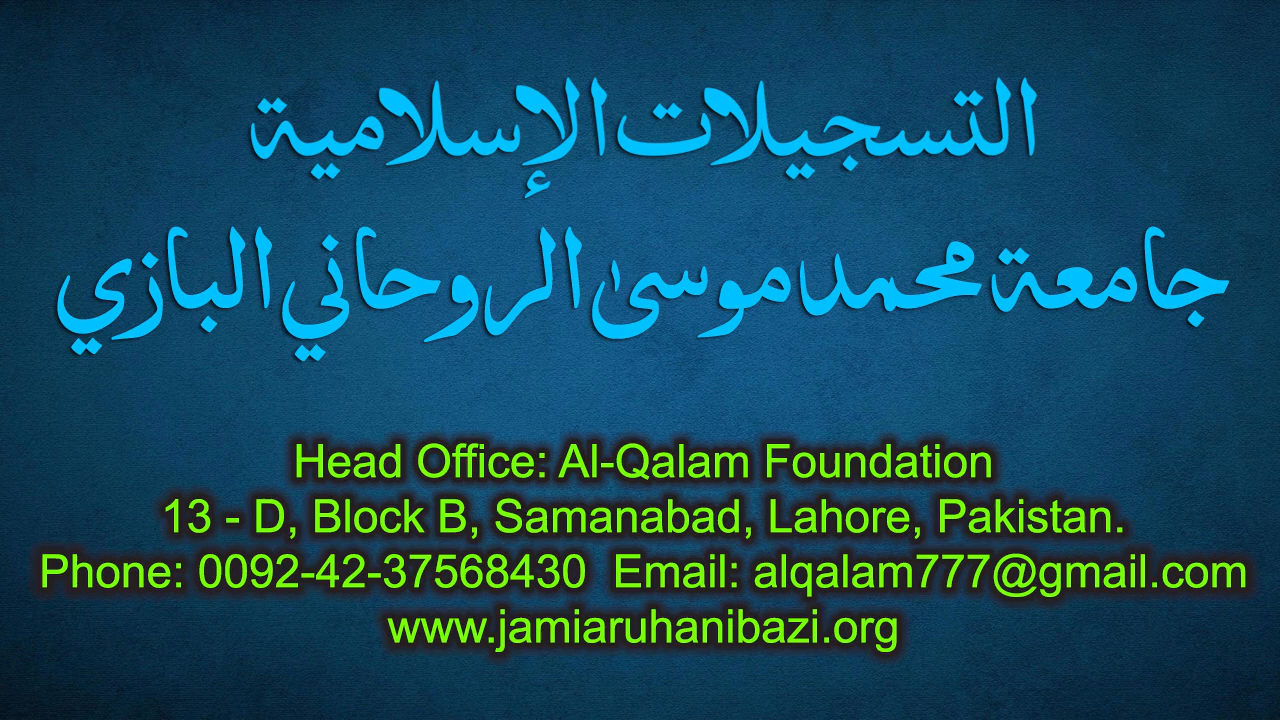 التسجيلات الإسلامية
جامعة محمد موسىٰ الروحاني البازي
Head Office: Al-Qalam Foundation
13 - D, Block B, Samanabad, Lahore, Pakistan.
Phone: 0092-42-37568430  Email: alqalam777@gmail.com
www.jamiaruhanibazi.org